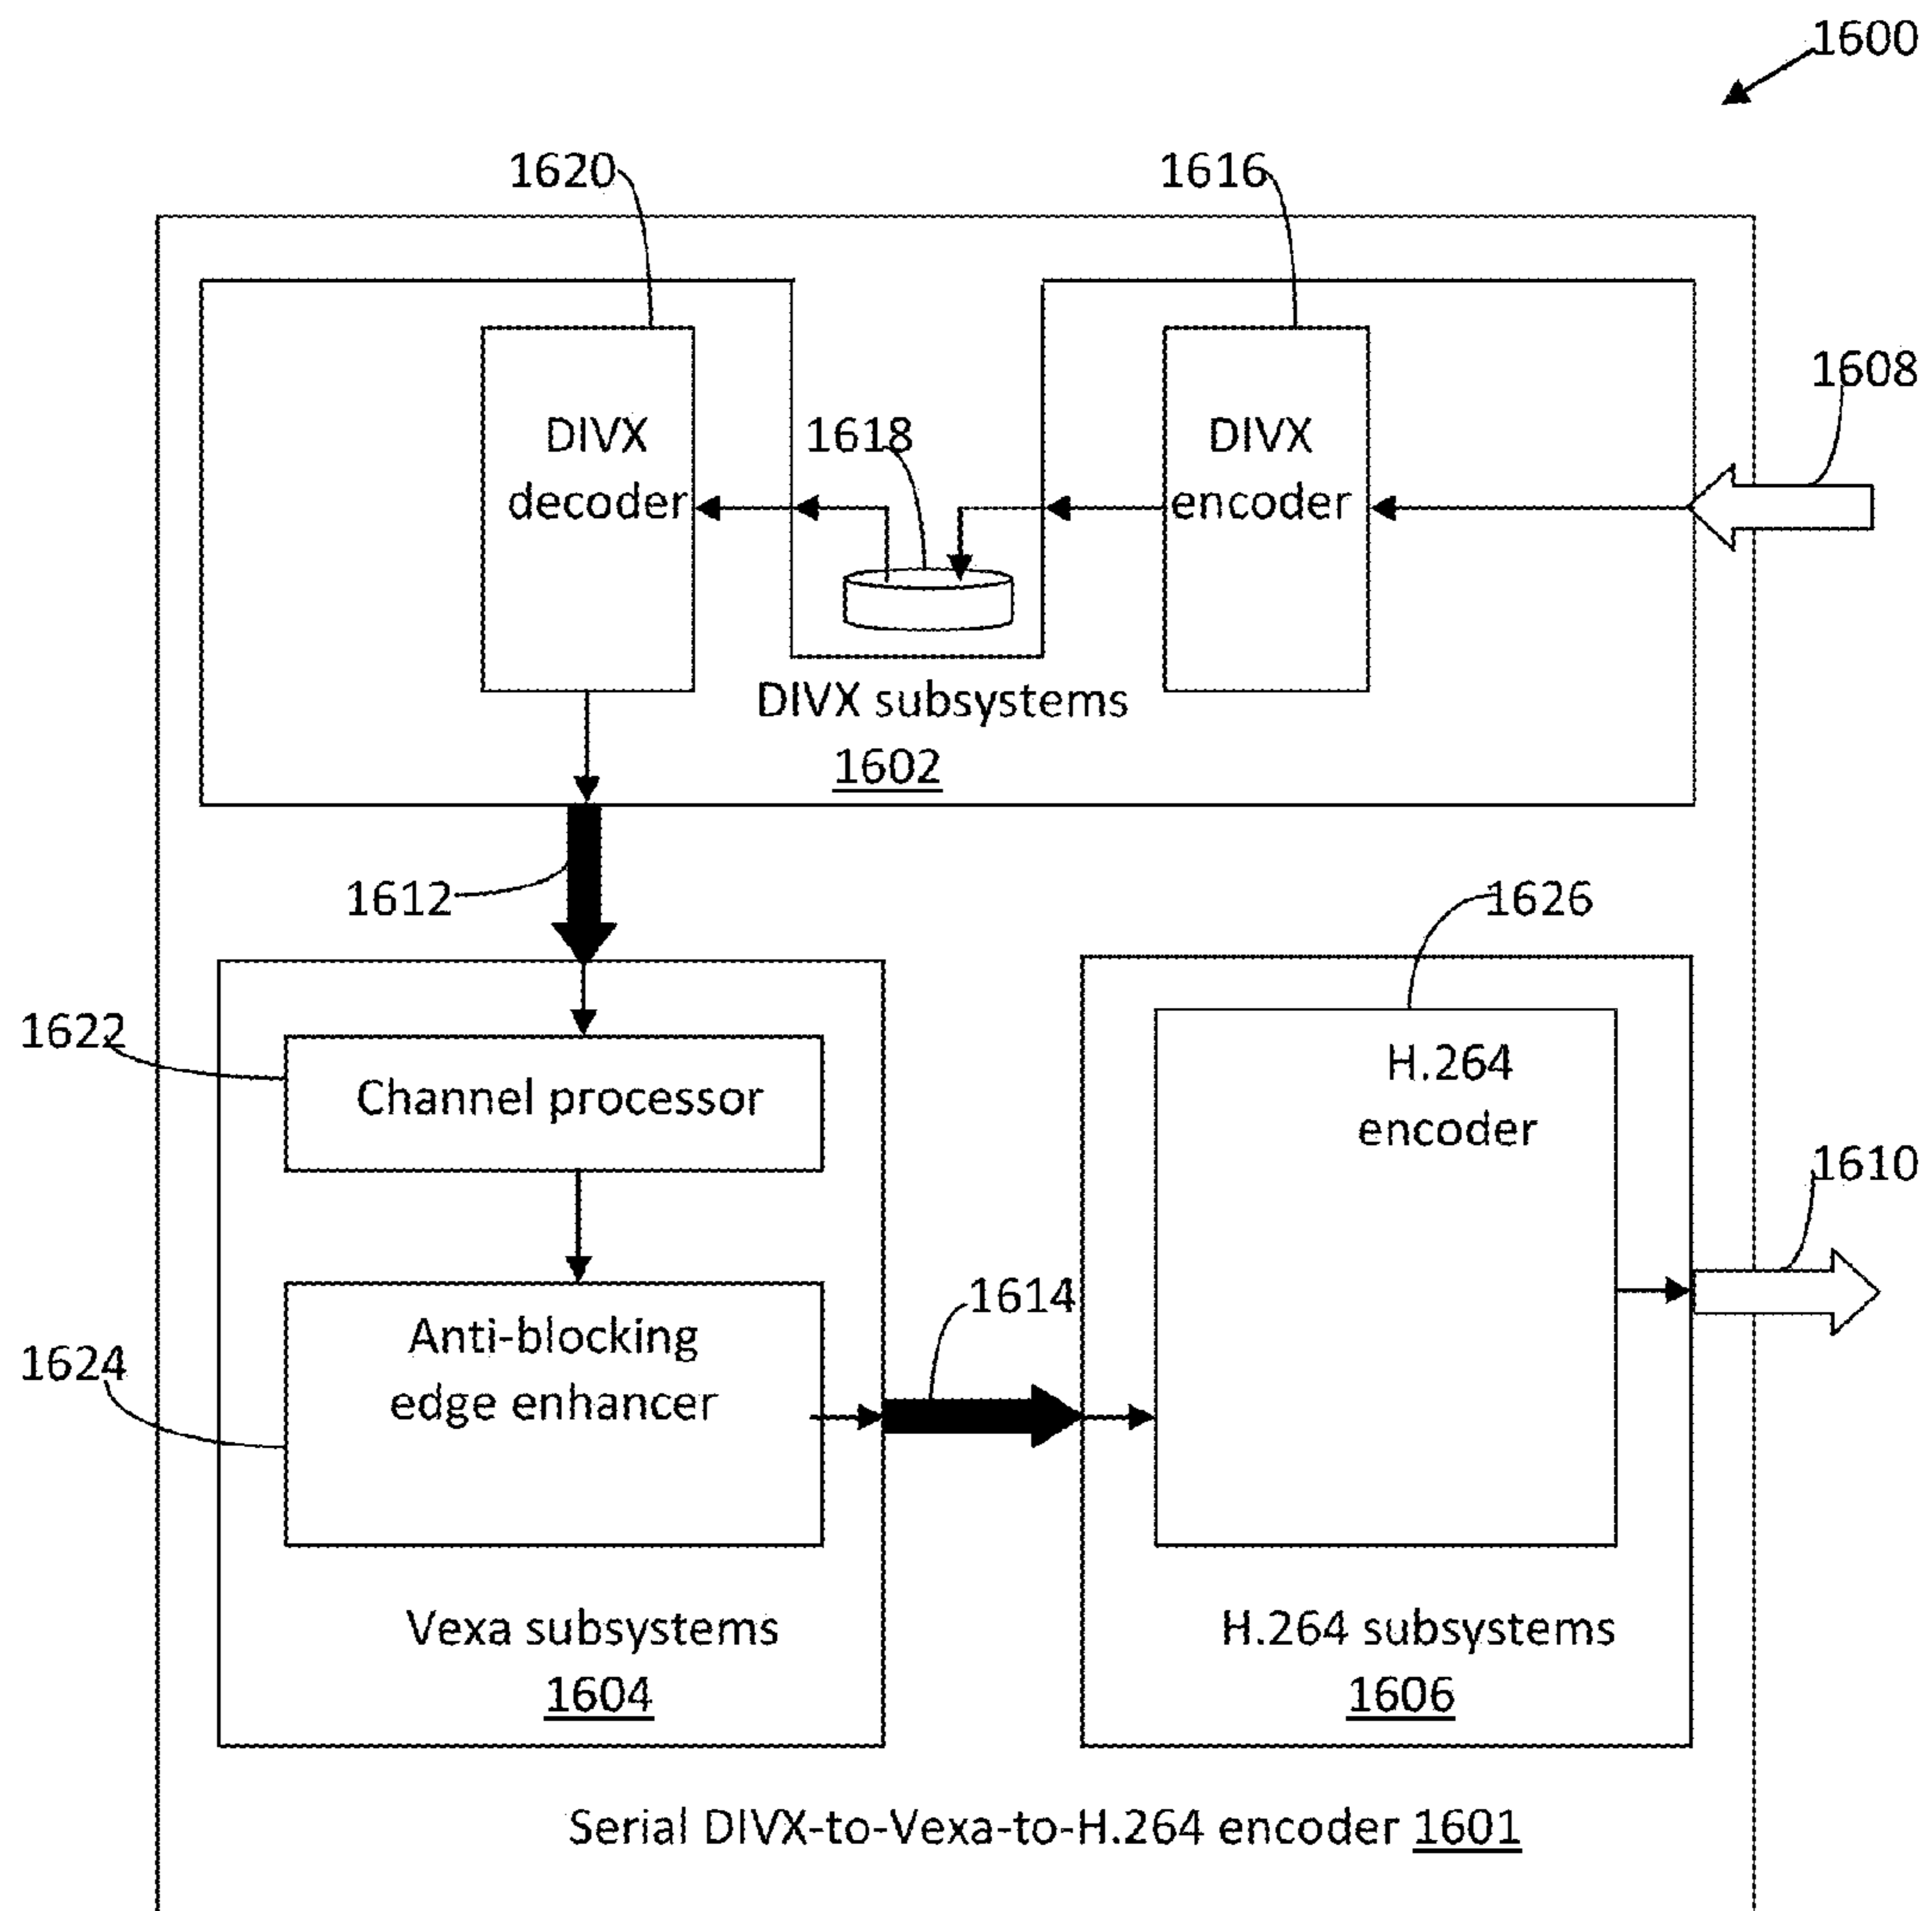 1600
1620
1616
1608
DIVX
decoder
1618
DIVX
encoder
DIVX subsystems
1602
1612
1626
1622
Channel processor
H.264
encoder
1610
1614
Anti-blocking
edge enhancer
1624
Vexa subsystems
1604
H.264 subsystems
1606
Serial DIVX-to-Vexa-to-H.264 encoder 1601